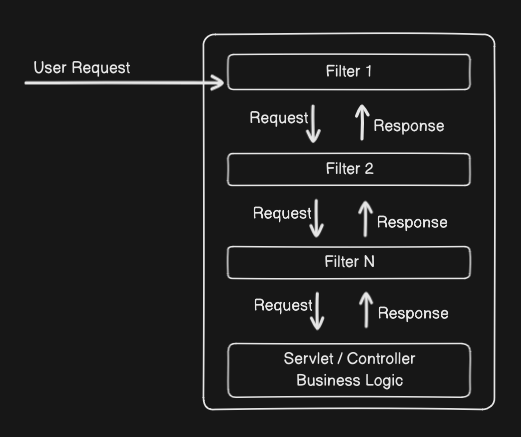 User Request
Filter 1
Request
Response
Filter 2
Request
Response
Filter N
Request
Response
Servlet / Controller
Business Logic